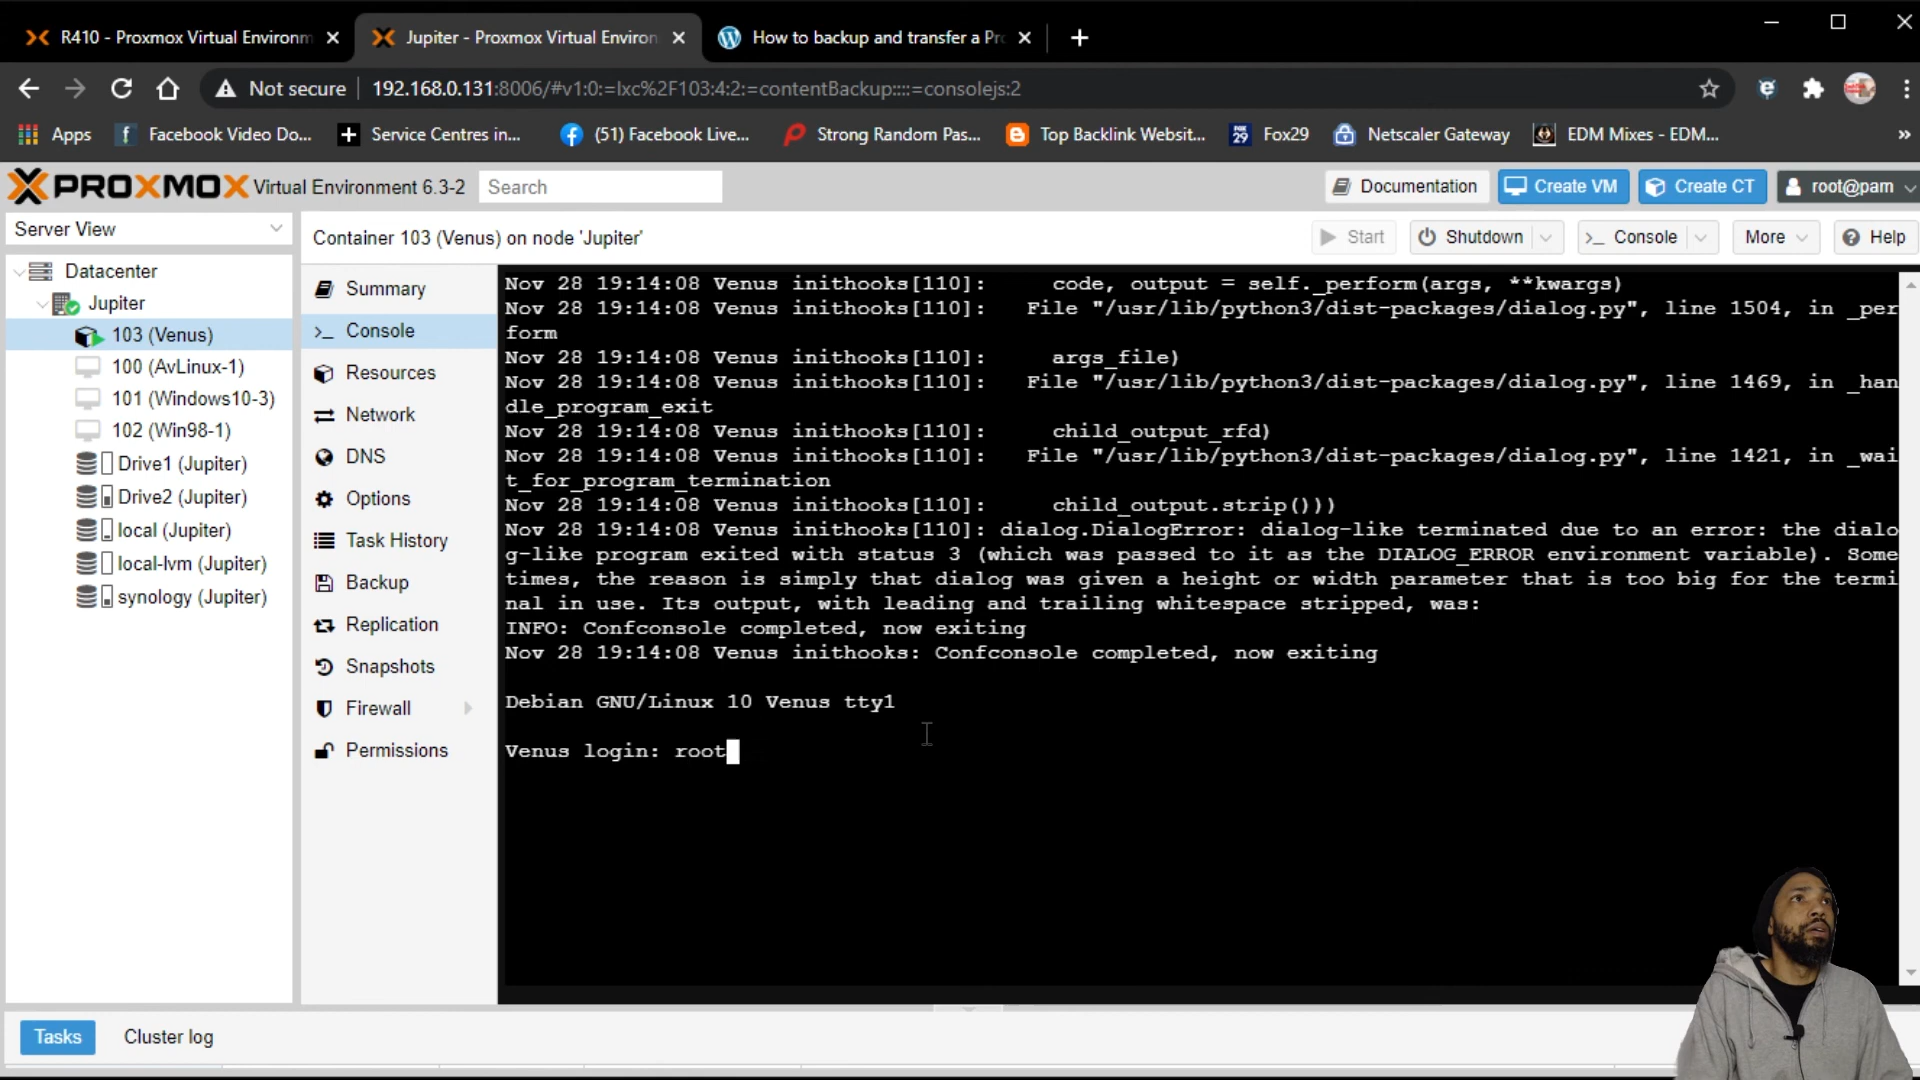 R410 - Proxmox Virtual Environm
Jupiter - Proxmox Virtual Environ
How to backup and transfer a Pro
Not secure
192.168.0.131:8006/#v1:0:=lxc%2F103:4:2:=contentBackup::::=consolejs:2
Apps
Facebook Video Do...
Service Centres in...
(51) Facebook Live...
Strong Random Pas...
Top Backlink Websit...
Fox29
Netscaler Gateway
EDM Mixes - EDM...
PROXMOX
Virtual Environment 6.3-2
Search
Documentation
Create VM
Create CT
root@pam
Server View
Container 103 (Venus) on node 'Jupiter'
Start
Shutdown
Console
More
Help
Datacenter
Jupiter
103 (Venus)
100 (AvLinux-1)
101 (Windows10-3)
102 (Win98-1)
Drive1 (Jupiter)
Drive2 (Jupiter)
local (Jupiter)
local-lvm (Jupiter)
synology (Jupiter)
Summary
Console
Resources
Network
DNS
Options
Task History
Backup
Replication
Snapshots
Firewall
Permissions
Nov 28 19:14:08 Venus inithooks[110]:     code, output = self._perform(args, **kwargs)
Nov 28 19:14:08 Venus inithooks[110]:   File "/usr/lib/python3/dist-packages/dialog.py", line 1504, in _per
form
Nov 28 19:14:08 Venus inithooks[110]:     args_file)
Nov 28 19:14:08 Venus inithooks[110]:   File "/usr/lib/python3/dist-packages/dialog.py", line 1469, in _han
dle_program_exit
Nov 28 19:14:08 Venus inithooks[110]:     child_output_rfd)
Nov 28 19:14:08 Venus inithooks[110]:   File "/usr/lib/python3/dist-packages/dialog.py", line 1421, in _wai
t_for_program_termination
Nov 28 19:14:08 Venus inithooks[110]:     child_output.strip()))
Nov 28 19:14:08 Venus inithooks[110]: dialog.DialogError: dialog-like terminated due to an error: the dialo
g-like program exited with status 3 (which was passed to it as the DIALOG_ERROR environment variable). Some
times, the reason is simply that dialog was given a height or width parameter that is too big for the termi
nal in use. Its output, with leading and trailing whitespace stripped, was:
INFO: Confconsole completed, now exiting
Nov 28 19:14:08 Venus inithooks: Confconsole completed, now exiting
Debian GNU/Linux 10 Venus tty1
Venus login: root
Tasks
Cluster log